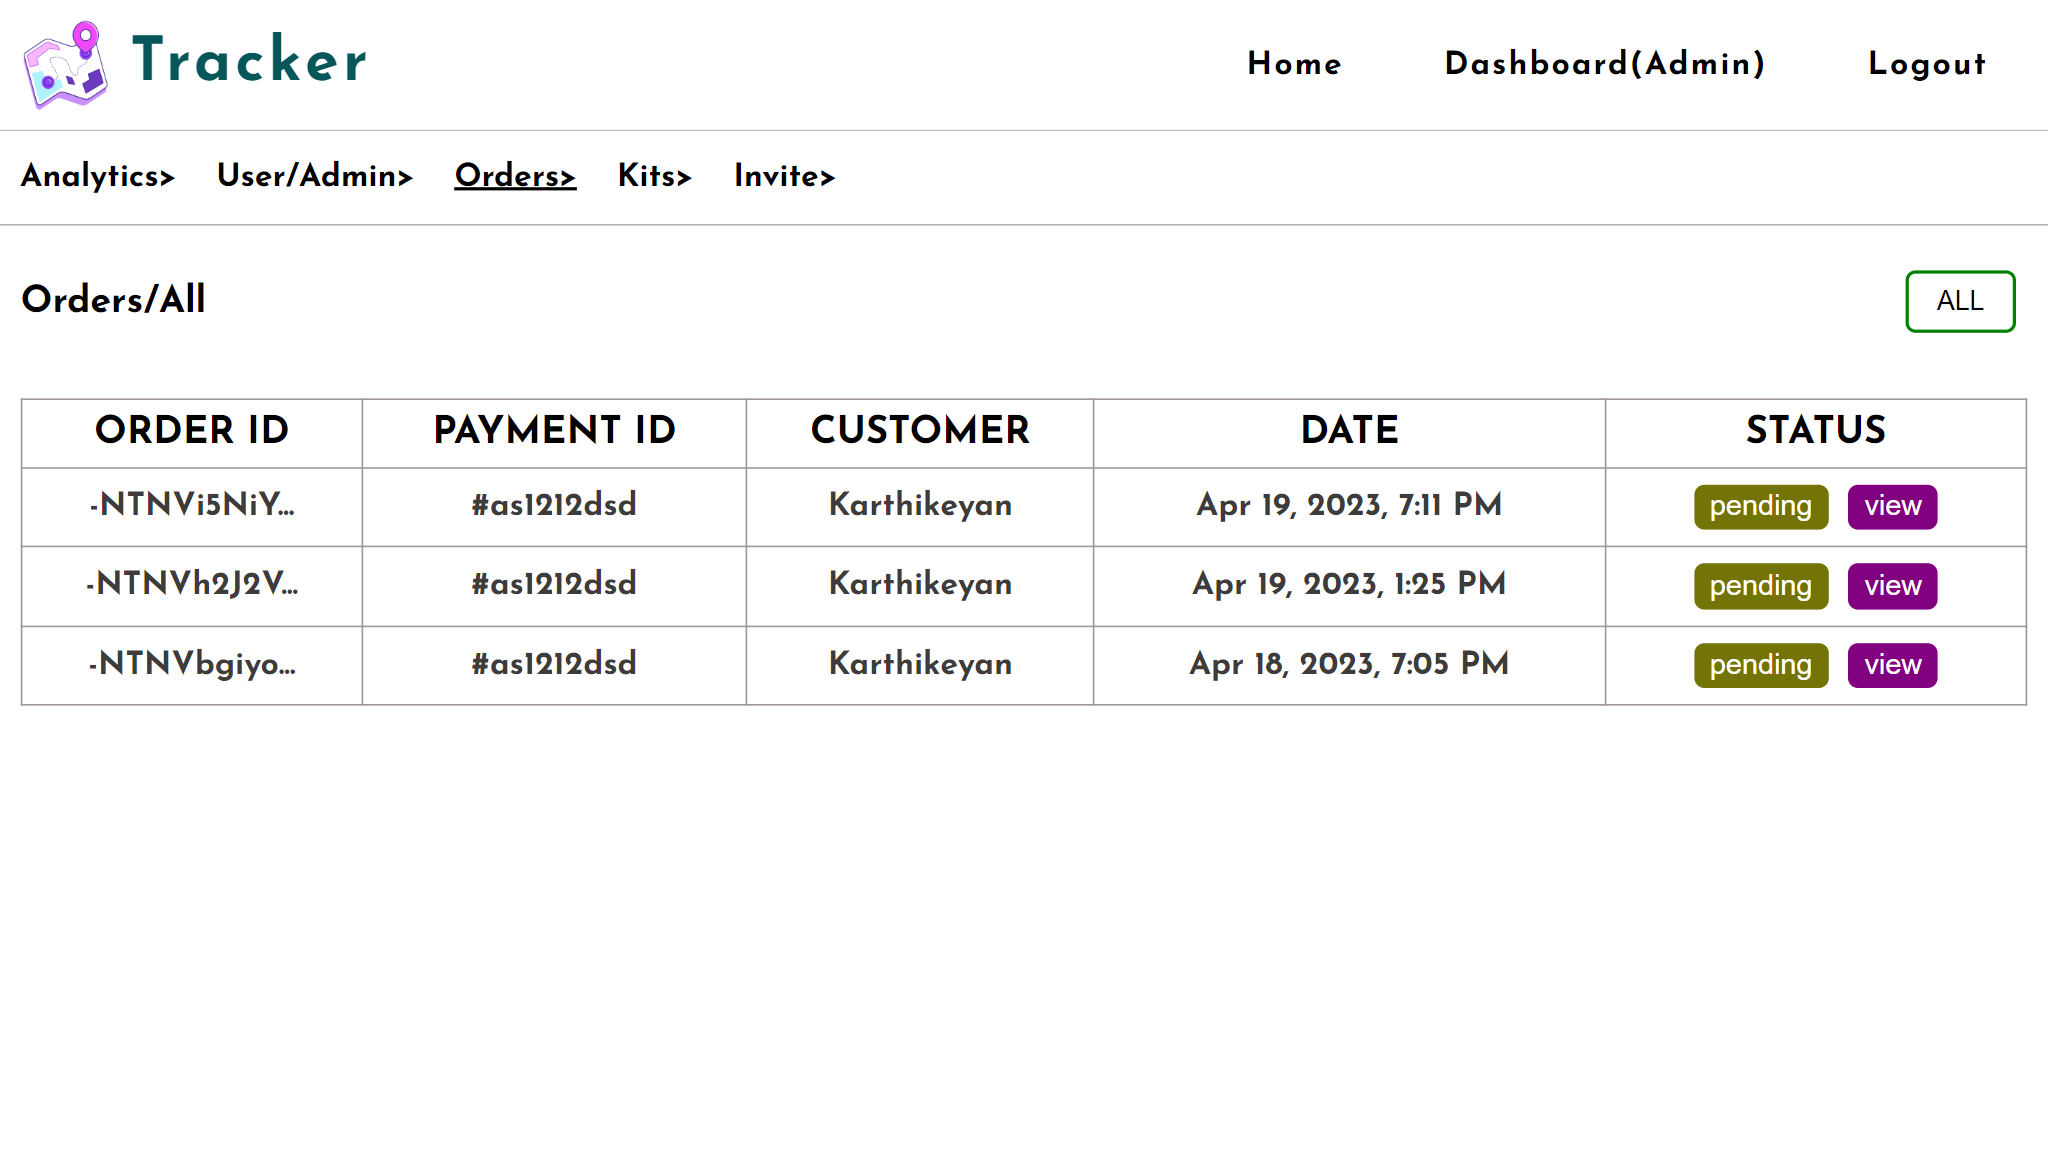 Tracker
Home Dashboard(Admin) Logout
Analytics> User/Admin> Orders> Kits> Invite>
Orders/All ALL
ORDER ID PAYMENT ID CUSTOMER DATE STATUS
-NTNVi5NiY... #as1212dsd Karthikeyan Apr 19, 2023, 7:11 PM pending view
-NTNVh2J2V... #as1212dsd Karthikeyan Apr 19, 2023, 1:25 PM pending view
-NTNVbgiyo... #as1212dsd Karthikeyan Apr 18, 2023, 7:05 PM pending view